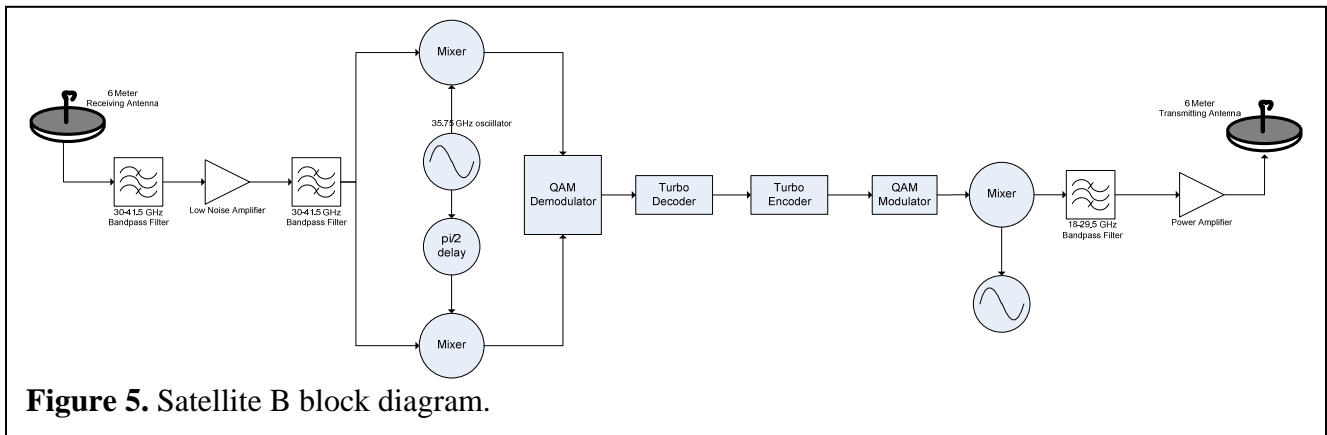 6 Meter
Receiving Antenna
30-41.5 GHz
Bandpass Filter
Low Noise Amplifier
30-41.5 GHz
Bandpass Filter
Mixer
35.75 GHz oscillator
pi/2
delay
Mixer
QAM
Demodulator
Turbo
Decoder
Turbo
Encoder
QAM
Modulator
Mixer
18-29.5 GHz
Bandpass Filter
Power Amplifier
6 Meter
Transmitting Antenna
Figure 5. Satellite B block diagram.